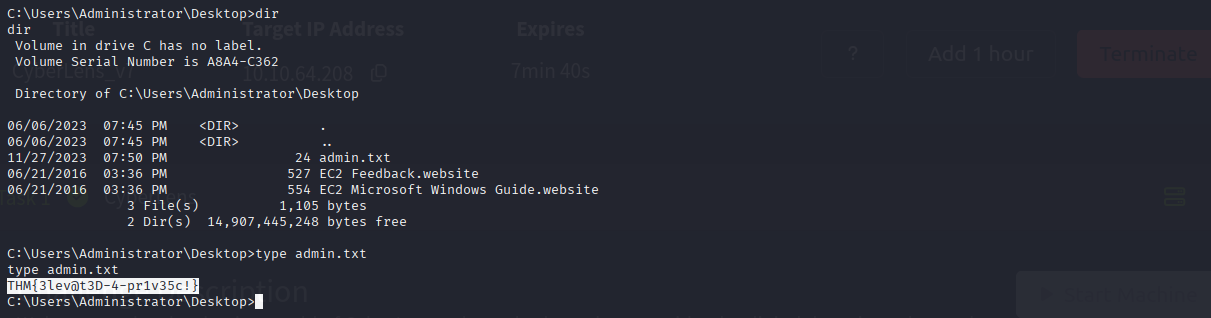 C:\Users\Administrator\Desktop>dir
dir
Title Target IP Address Expires
 Volume in drive C has no label.
 Volume Serial Number is A8A4-C362
? Add 1 hour Terminate
CyberLens_v7 10.10.64.208 7min 40s
 Directory of C:\Users\Administrator\Desktop
06/06/2023  07:45 PM    <DIR>          .
06/06/2023  07:45 PM    <DIR>          ..
11/27/2023  07:50 PM                24 admin.txt
06/21/2016  03:36 PM               527 EC2 Feedback.website
06/21/2016  03:36 PM               554 EC2 Microsoft Windows Guide.website
               3 File(s)          1,105 bytes
               2 Dir(s)  14,907,445,248 bytes free
C:\Users\Administrator\Desktop>type admin.txt
type admin.txt
THM{3lev@t3D-4-pr1v35c!}
C:\Users\Administrator\Desktop>